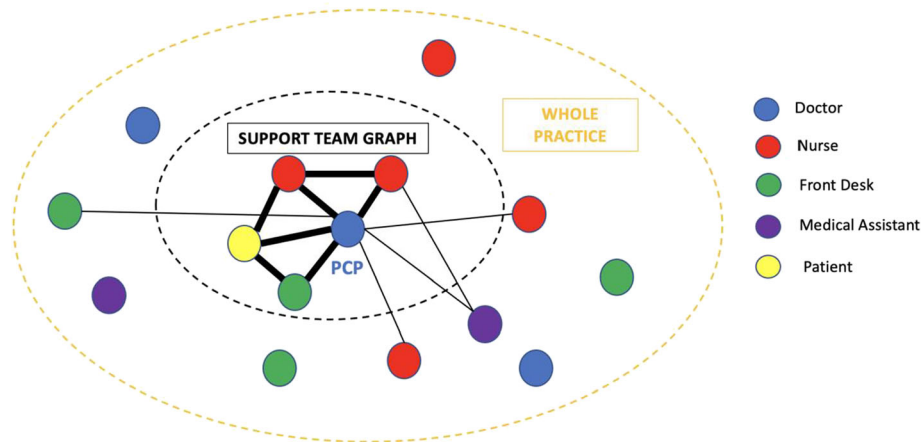 WHOLE
PRACTICE
SUPPORT TEAM GRAPH
PCP
Doctor
Nurse
Front Desk
Medical Assistant
Patient